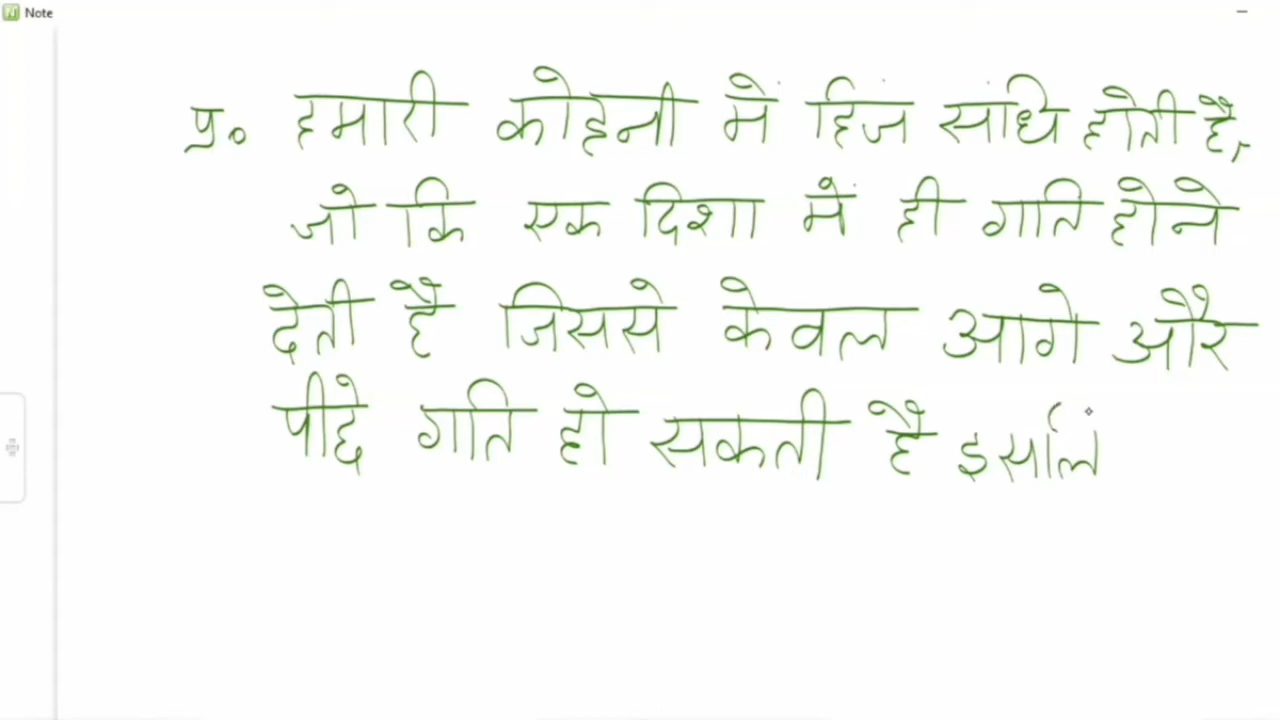 Note
प्र० हमारी कोहनी में हिंज संधि होती है,
जो कि एक दिशा में ही गति होने
देती है जिससे केवल आगे और
पीछे गति हो सकती है इसलि